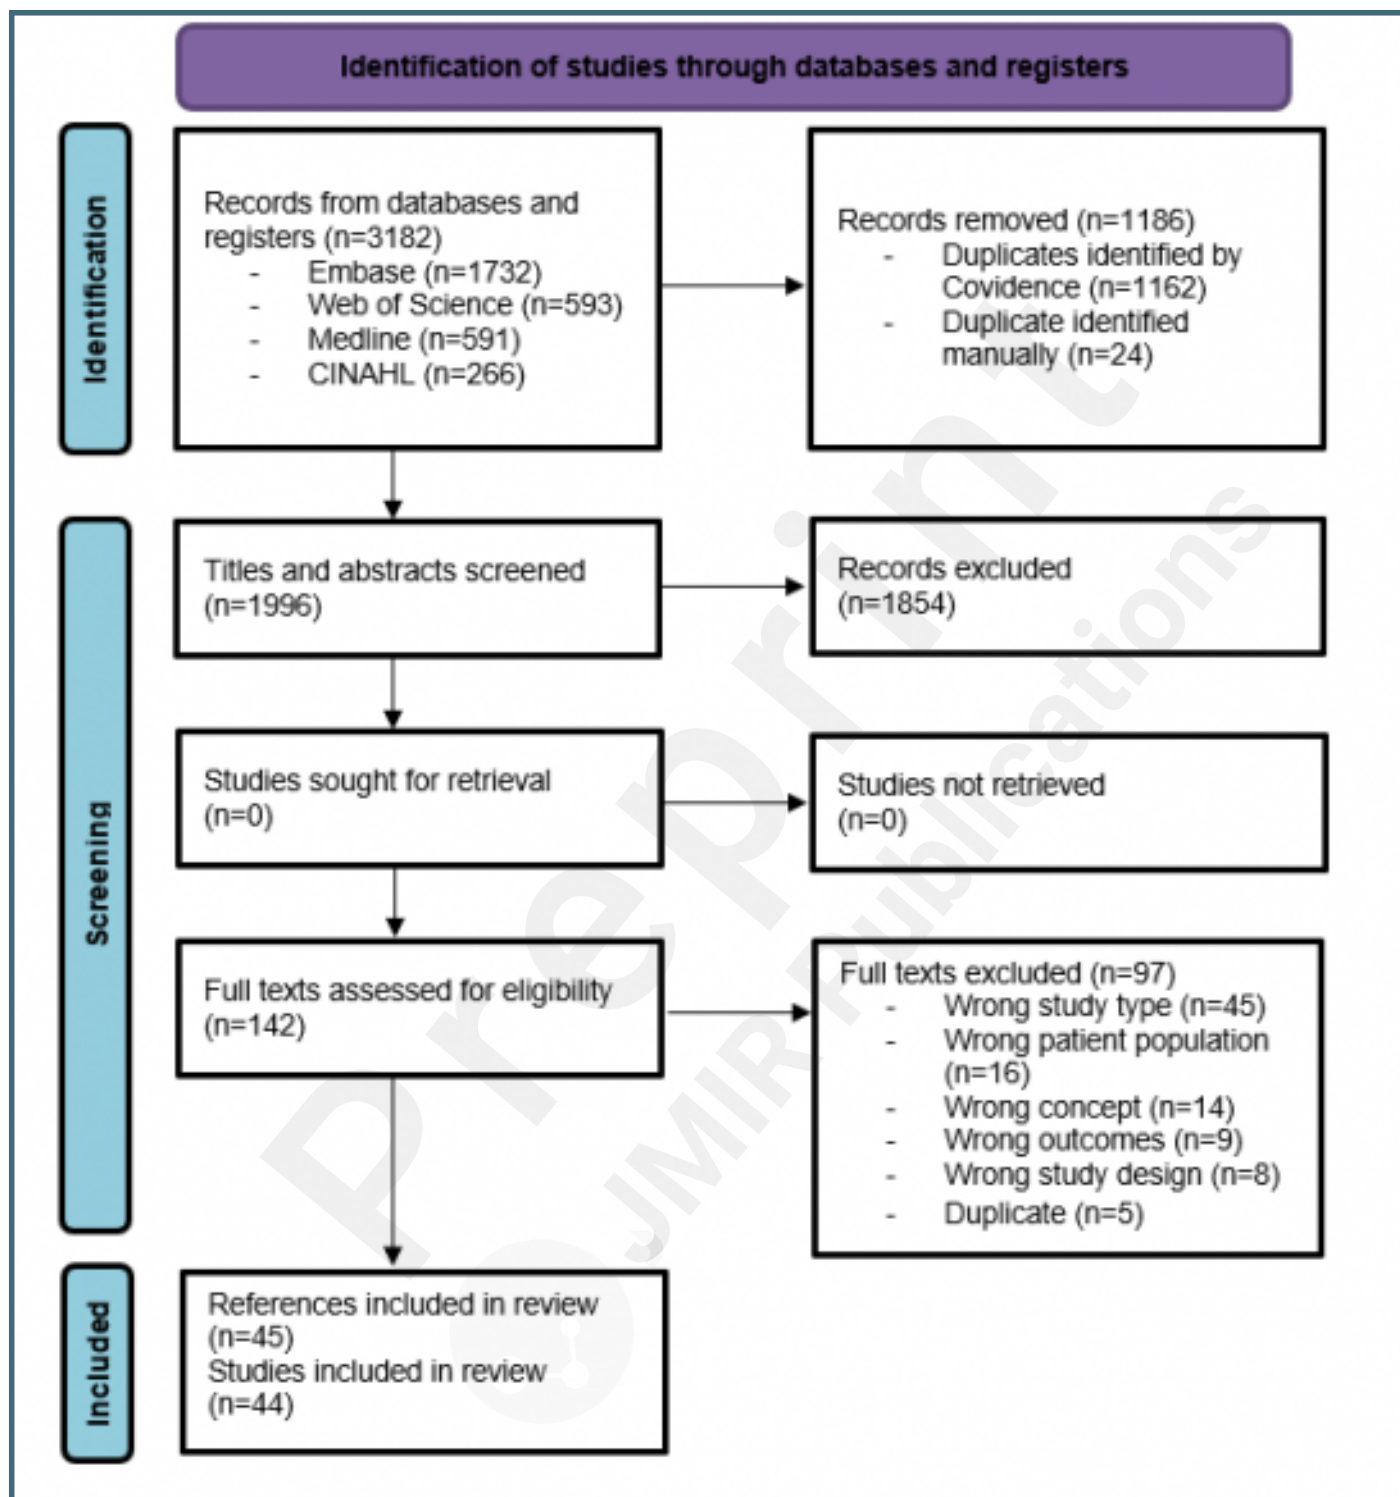 Identification of studies through databases and registers
Identification
Records from databases and
registers (n=3182)
- Embase (n=1732)
- Web of Science (n=593)
- Medline (n=591)
- CINAHL (n=266)
Records removed (n=1186)
- Duplicates identified by
Covidence (n=1162)
- Duplicate identified
manually (n=24)
Screening
Titles and abstracts screened
(n=1996)
Records excluded
(n=1854)
Studies sought for retrieval
(n=0)
Studies not retrieved
(n=0)
Full texts assessed for eligibility
(n=142)
Full texts excluded (n=97)
- Wrong study type (n=45)
- Wrong patient population
(n=16)
- Wrong concept (n=14)
- Wrong outcomes (n=9)
- Wrong study design (n=8)
- Duplicate (n=5)
Included
References included in review
(n=45)
Studies included in review
(n=44)
Preprint
JMIR Publications